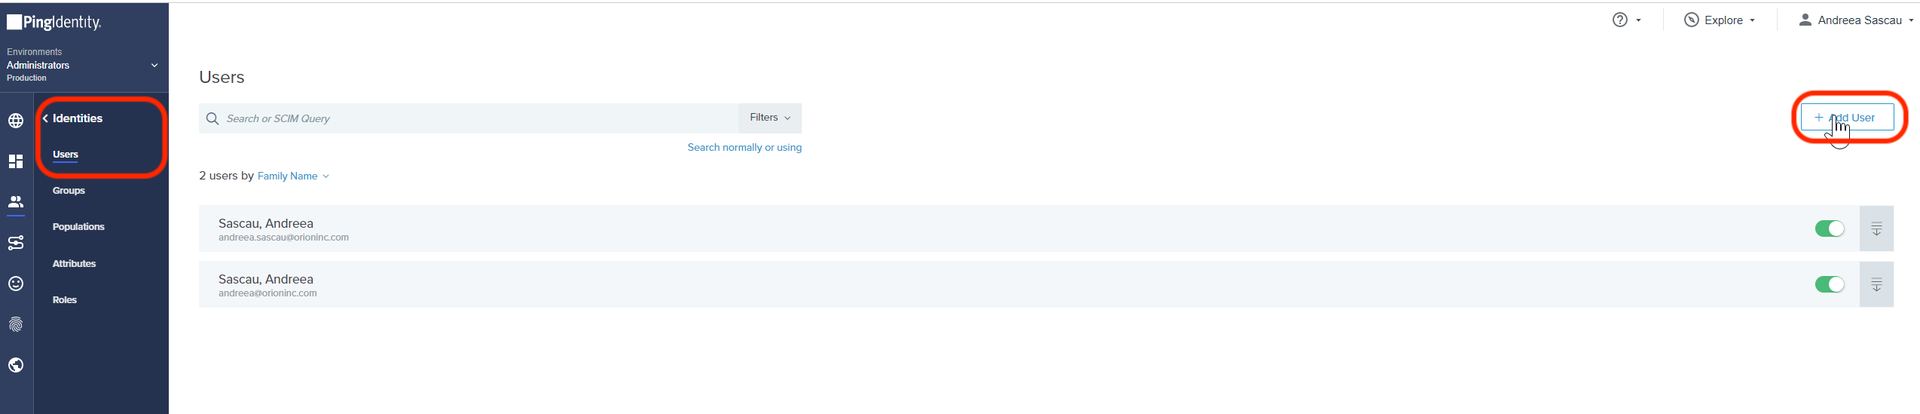 PingIdentity.
Explore
Andreea Sascau
Environments
Administrators
Production
Identities
Users
Groups
Populations
Attributes
Roles
Users
Search or SCIM Query
Filters
+ Add User
Search normally or using
2 users by Family Name
Sascau, Andreea
andreea.sascau@orioninc.com
Sascau, Andreea
andreea@orioninc.com